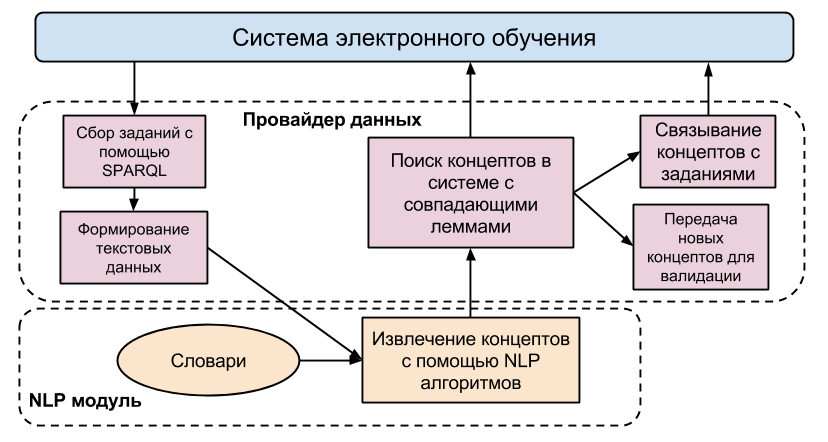 Система электронного обучения
Провайдер данных
Сбор заданий с
помощью
SPARQL
Формирование
текстовых
данных
Поиск концептов в
системе с
совпадающими
леммами
Связывание
концептов с
заданиями
Передача
новых
концептов для
валидации
Словари
Извлечение концептов
с помощью NLP
алгоритмов
NLP модуль